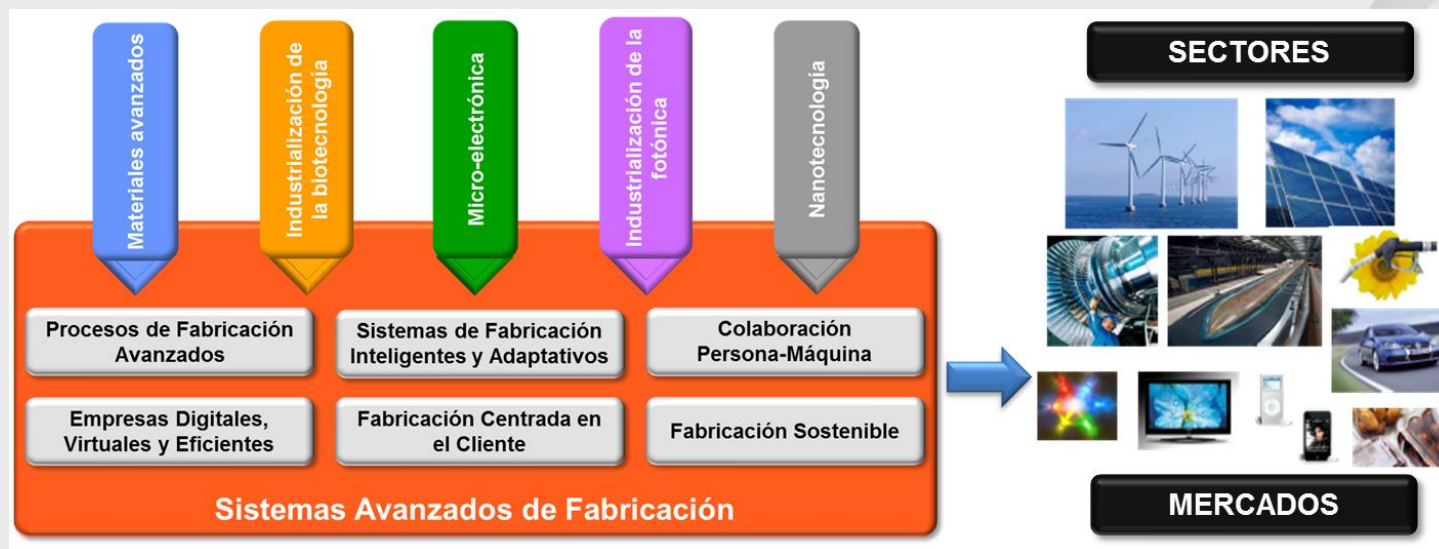 Materiales avanzados
Industrialización de
la biotecnología
Micro-electrónica
Industrialización de la
fotónica
Nanotecnología
Procesos de Fabricación
Avanzados
Sistemas de Fabricación
Inteligentes y Adaptativos
Colaboración
Persona-Máquina
Empresas Digitales,
Virtuales y Eficientes
Fabricación Centrada en
el Cliente
Fabricación Sostenible
Sistemas Avanzados de Fabricación
SECTORES
MERCADOS